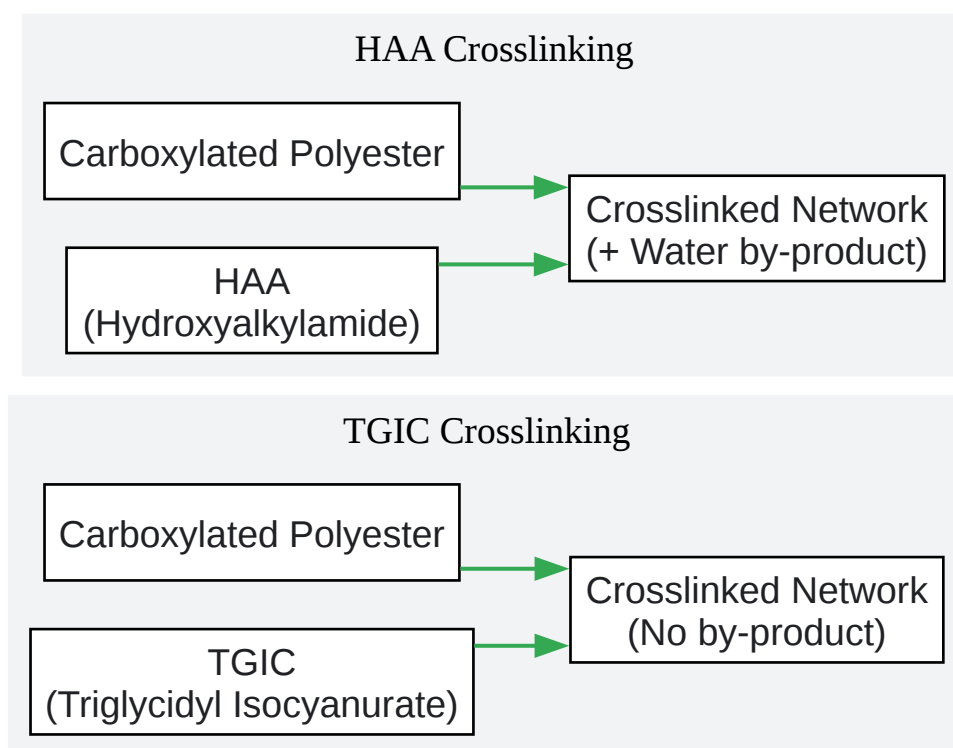 HAA Crosslinking
Carboxylated Polyester
HAA
(Hydroxyalkylamide)
Crosslinked Network
(+ Water by-product)
TGIC Crosslinking
Carboxylated Polyester
TGIC
(Triglycidyl Isocyanurate)
Crosslinked Network
(No by-product)